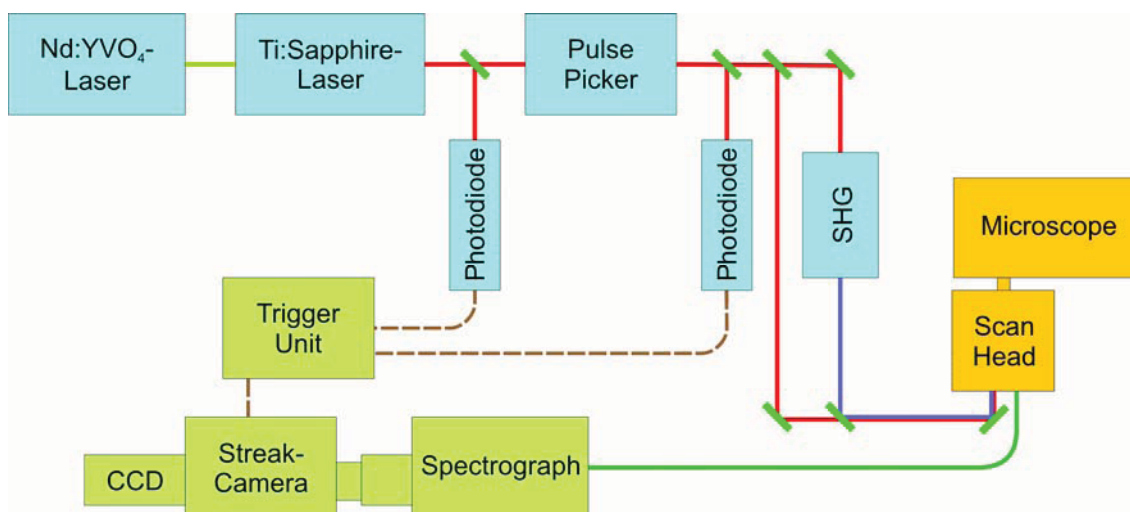 Nd:YVO₄-
Laser
Ti:Sapphire-
Laser
Pulse
Picker
Photodiode
Photodiode
SHG
Microscope
Scan
Head
Trigger
Unit
CCD
Streak-
Camera
Spectrograph